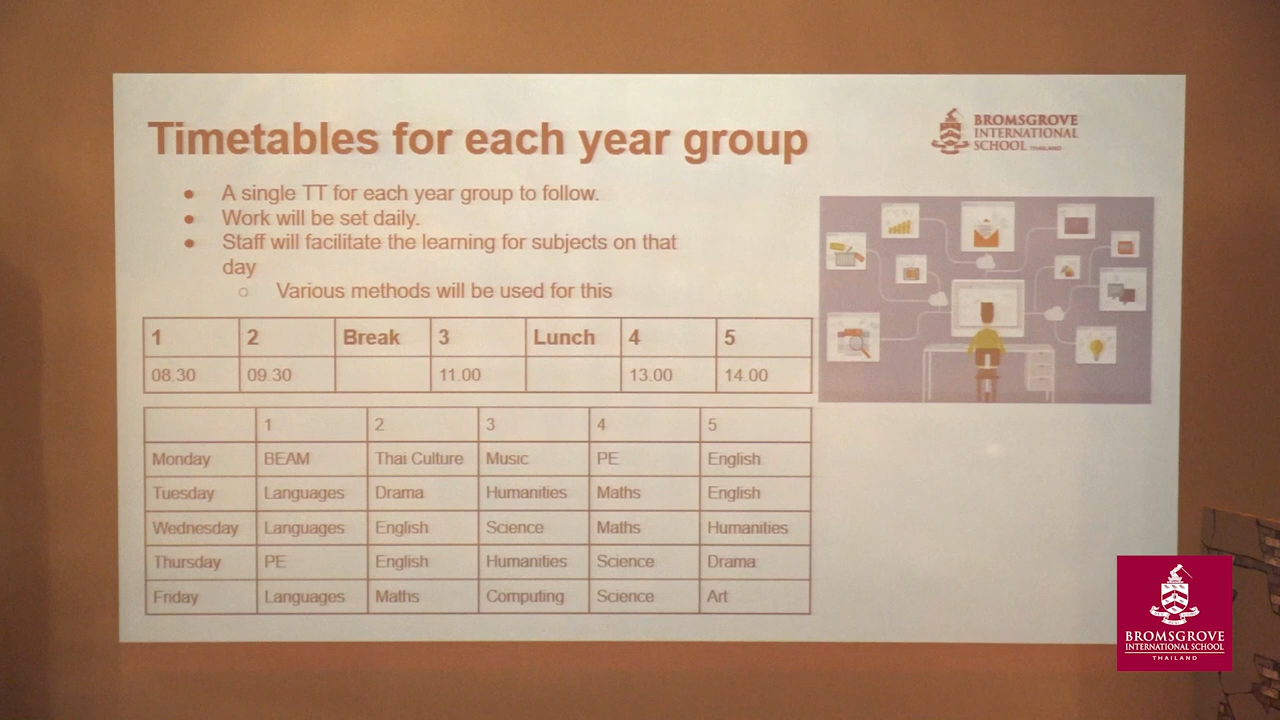 Timetables for each year group
BROMSGROVE
INTERNATIONAL
SCHOOL THAILAND
● A single TT for each year group to follow.
● Work will be set daily.
● Staff will facilitate the learning for subjects on that
day
○ Various methods will be used for this
1 2 Break 3 Lunch 4 5
08.30 09.30 11.00 13.00 14.00
1 2 3 4 5
Monday BEAM Thai Culture Music PE English
Tuesday Languages Drama Humanities Maths English
Wednesday Languages English Science Maths Humanities
Thursday PE English Humanities Science Drama
Friday Languages Maths Computing Science Art
BROMSGROVE
INTERNATIONAL SCHOOL
THAILAND